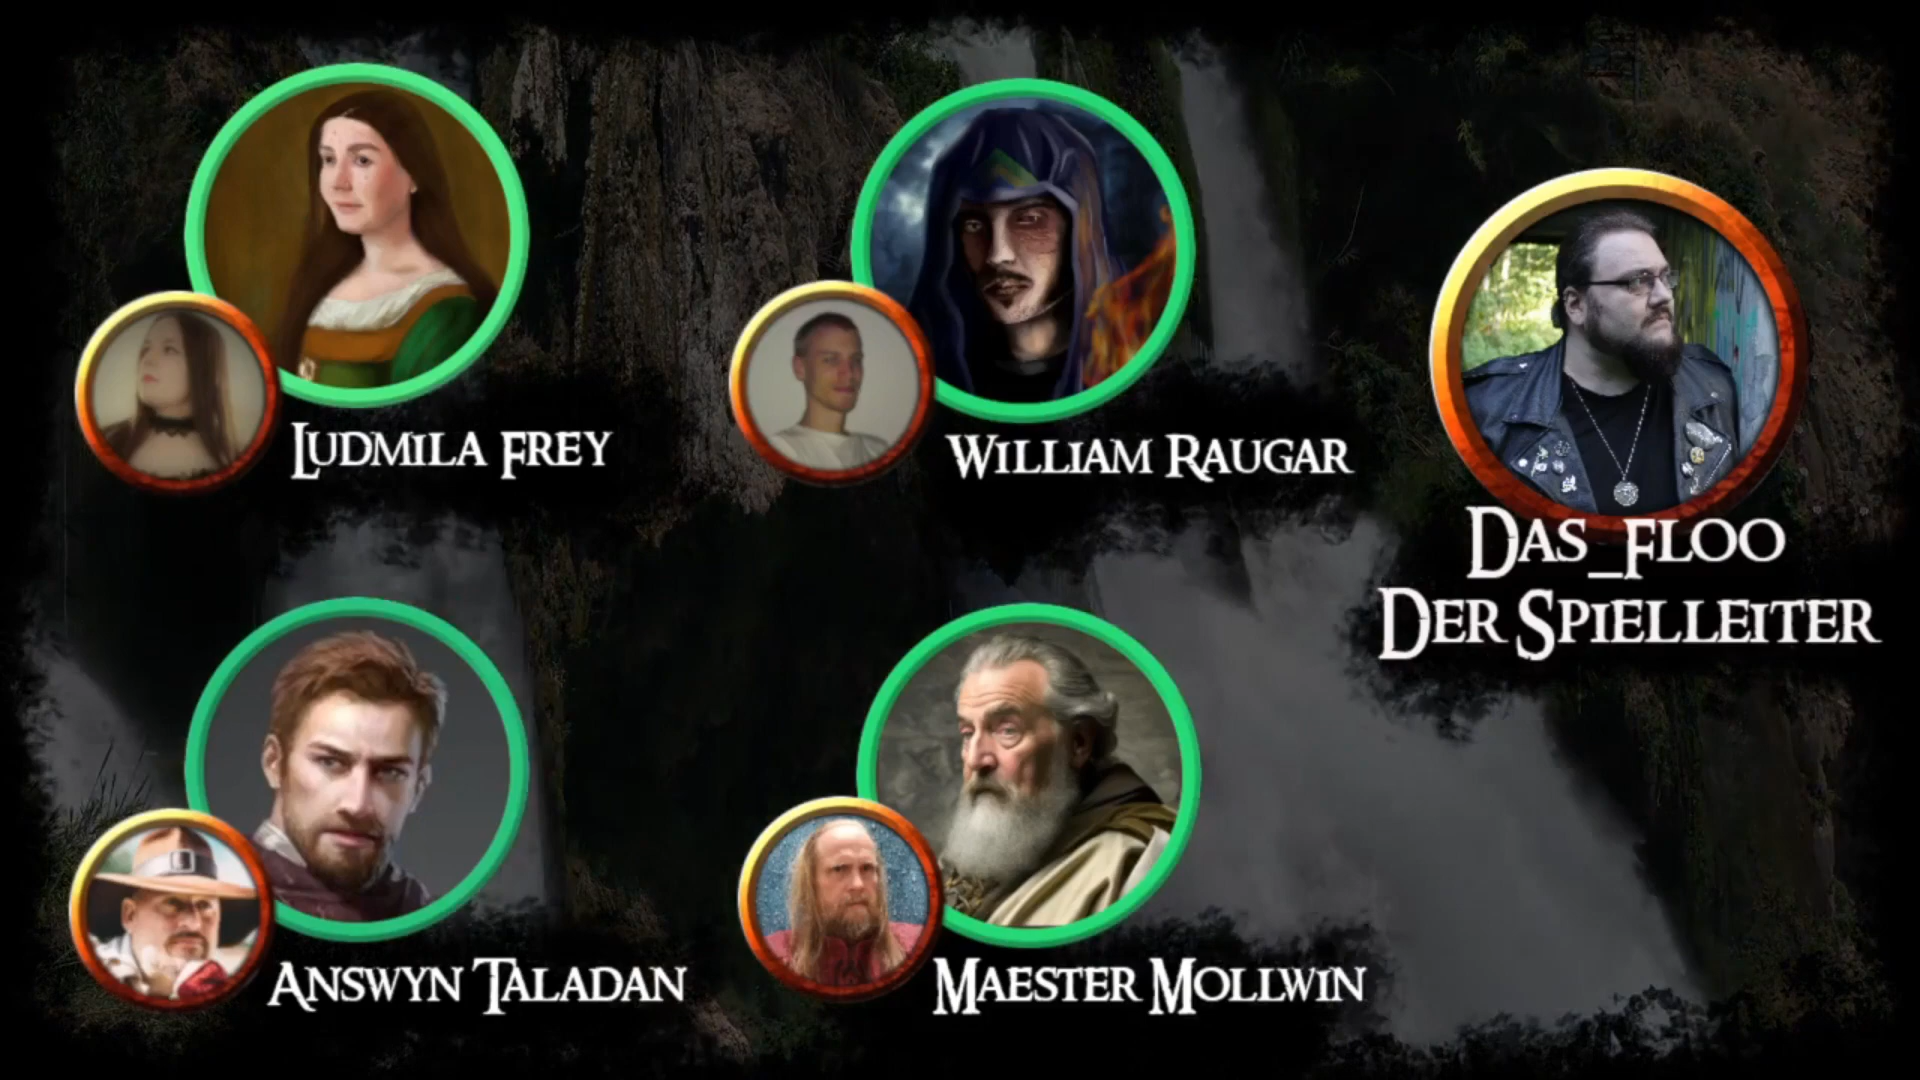 Ludmila Frey
William Raugar
Das_Floo
Der Spielleiter
Answyn Taladan
Maester Mollwin